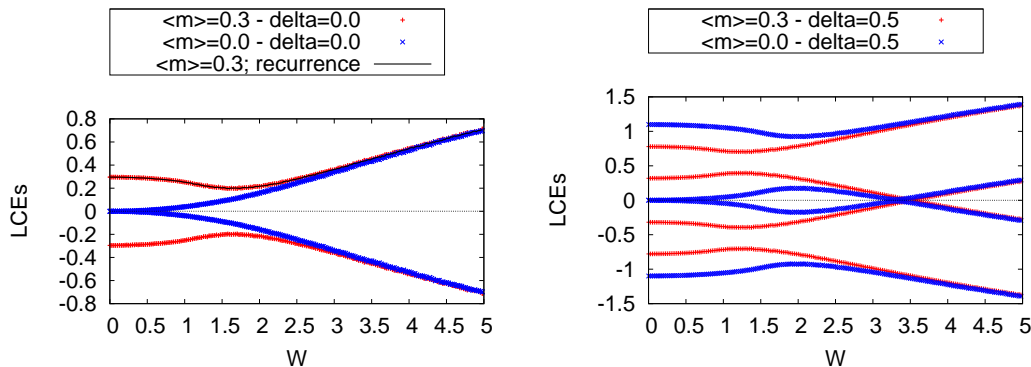 <m>=0.3 - delta=0.0
<m>=0.0 - delta=0.0
<m>=0.3; recurrence
LCEs
0.8
0.6
0.4
0.2
0
-0.2
-0.4
-0.6
-0.8
0 0.5 1 1.5 2 2.5 3 3.5 4 4.5 5
W
<m>=0.3 - delta=0.5
<m>=0.0 - delta=0.5
LCEs
1.5
1
0.5
0
-0.5
-1
-1.5
0 0.5 1 1.5 2 2.5 3 3.5 4 4.5 5
W